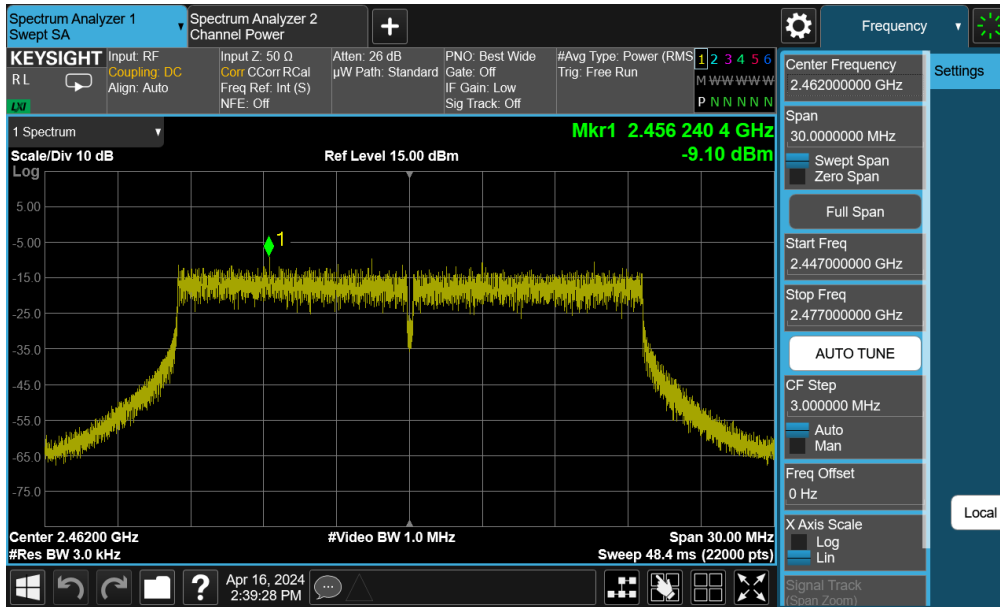 Spectrum Analyzer 1
Swept SA
Spectrum Analyzer 2
Channel Power
Frequency
KEYSIGHT
R L
LXI
Input: RF
Coupling: DC
Align: Auto
Input Z: 50 Ω
Corr CCorr RCal
Freq Ref: Int (S)
NFE: Off
Atten: 26 dB
µW Path: Standard
PNO: Best Wide
Gate: Off
IF Gain: Low
Sig Track: Off
#Avg Type: Power (RMS
Trig: Free Run
1 2 3 4 5 6
M W W W W W
P N N N N N
1 Spectrum
Mkr1 2.456 240 4 GHz
Scale/Div 10 dB
Ref Level 15.00 dBm
-9.10 dBm
Log
5.00
-5.00
-15.0
-25.0
-35.0
-45.0
-55.0
-65.0
-75.0
1
Center 2.46200 GHz
#Video BW 1.0 MHz
Span 30.00 MHz
#Res BW 3.0 kHz
Sweep 48.4 ms (22000 pts)
Apr 16, 2024
2:39:28 PM
Center Frequency
2.462000000 GHz
Span
30.0000000 MHz
Swept Span
Zero Span
Full Span
Start Freq
2.447000000 GHz
Stop Freq
2.477000000 GHz
AUTO TUNE
CF Step
3.000000 MHz
Auto
Man
Freq Offset
0 Hz
X Axis Scale
Log
Lin
Signal Track
(Span Zoom)
Settings
Local